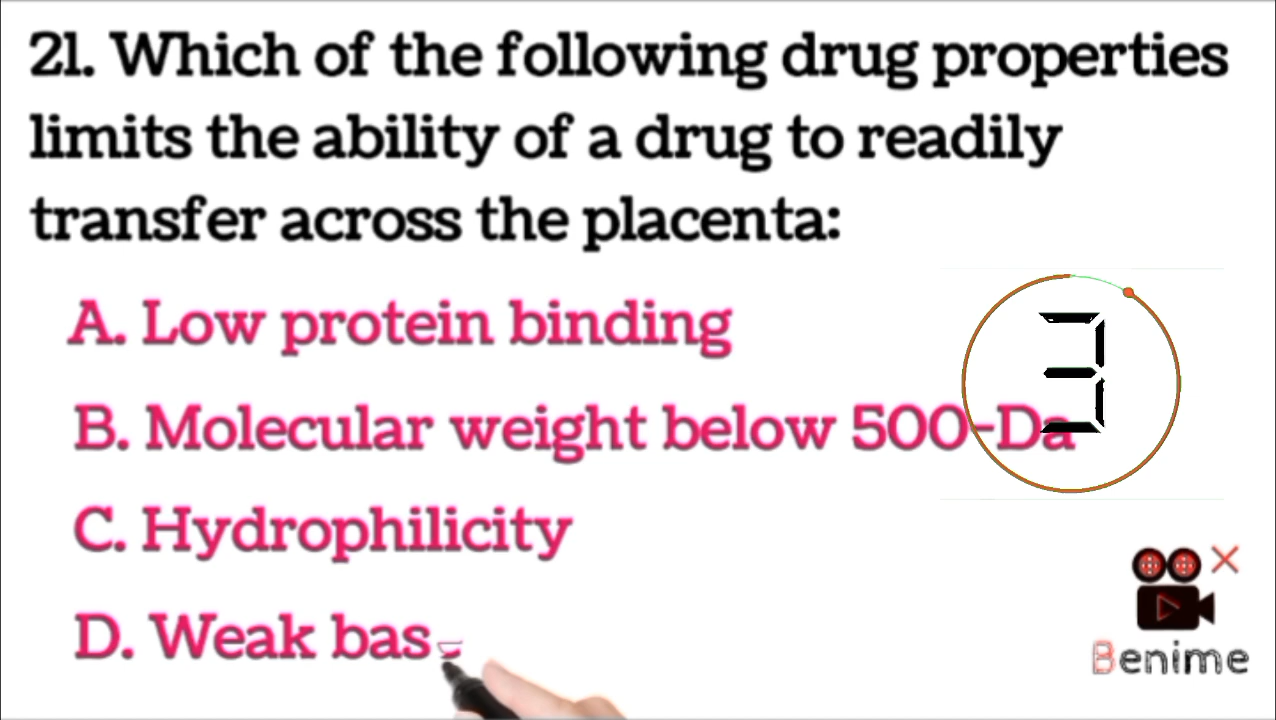 21. Which of the following drug properties
limits the ability of a drug to readily
transfer across the placenta:
A. Low protein binding
3
B. Molecular weight below 500-Da
C. Hydrophilicity
D. Weak bas
Benime